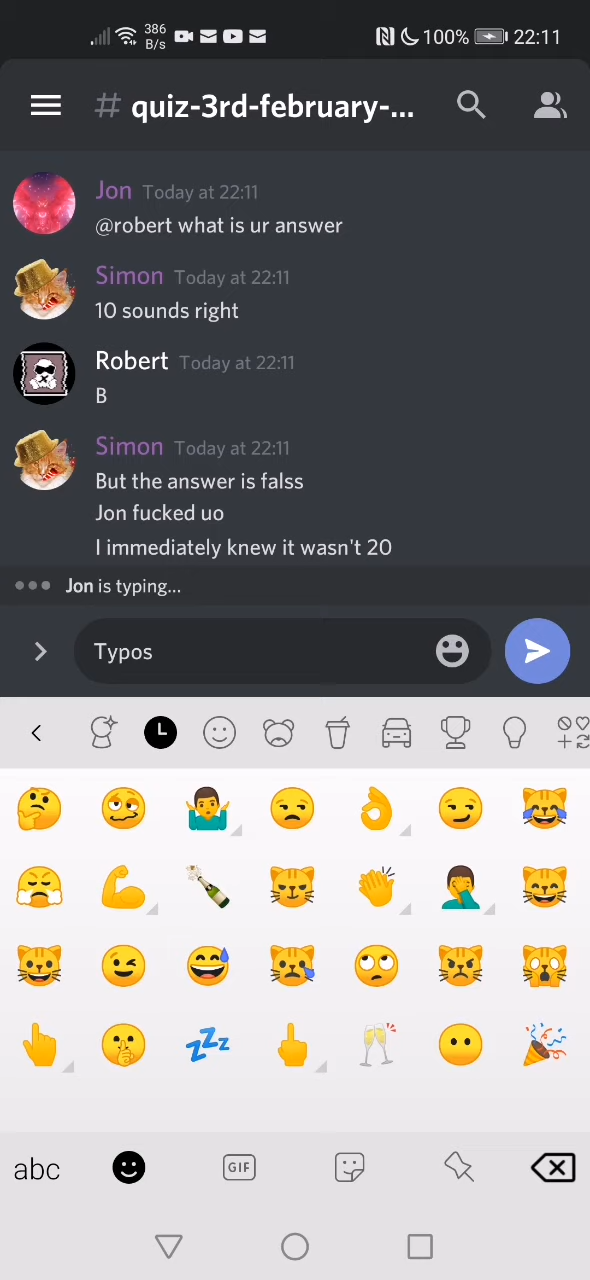 386
B/s
100%
22:11
# quiz-3rd-february-...
Jon Today at 22:11
@robert what is ur answer
Simon Today at 22:11
10 sounds right
Robert Today at 22:11
B
Simon Today at 22:11
But the answer is falss
Jon fucked uo
I immediately knew it wasn't 20
Jon is typing...
Typos
abc
GIF